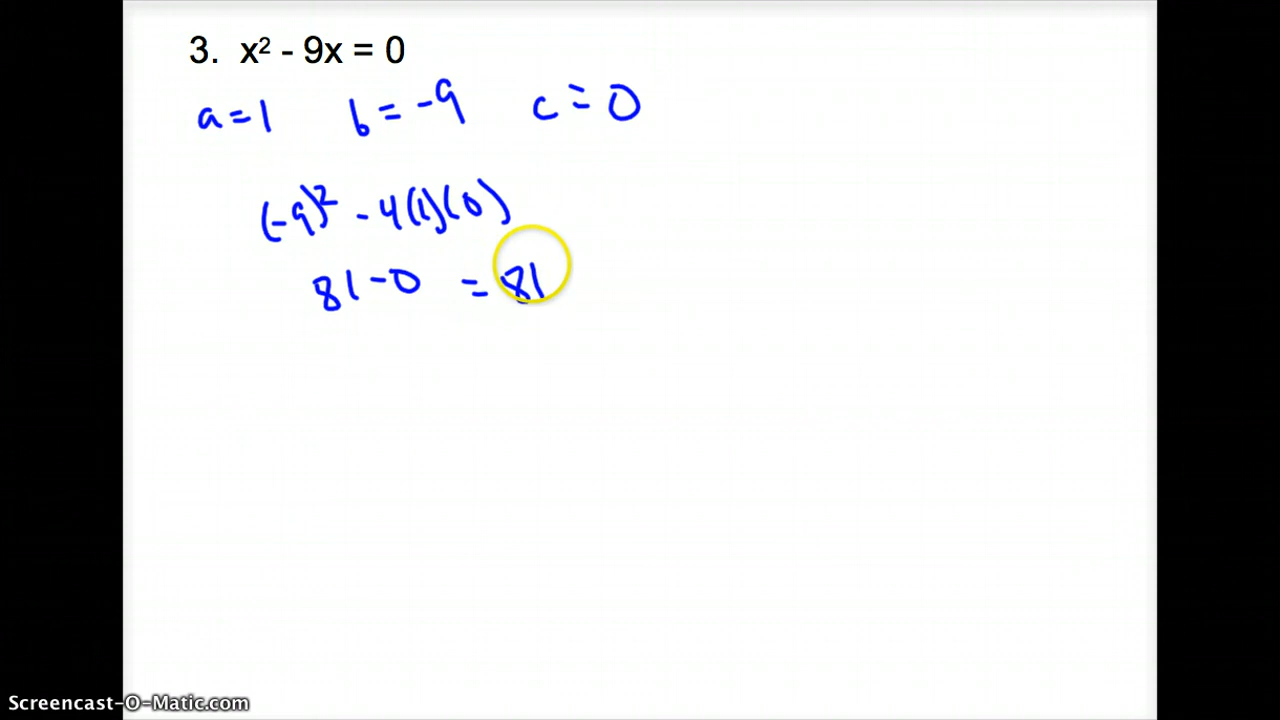 3. x² - 9x = 0
a = 1 b = -9 c = 0
(-9)² - 4(1)(0)
81 - 0 = 81
Screencast-O-Matic.com